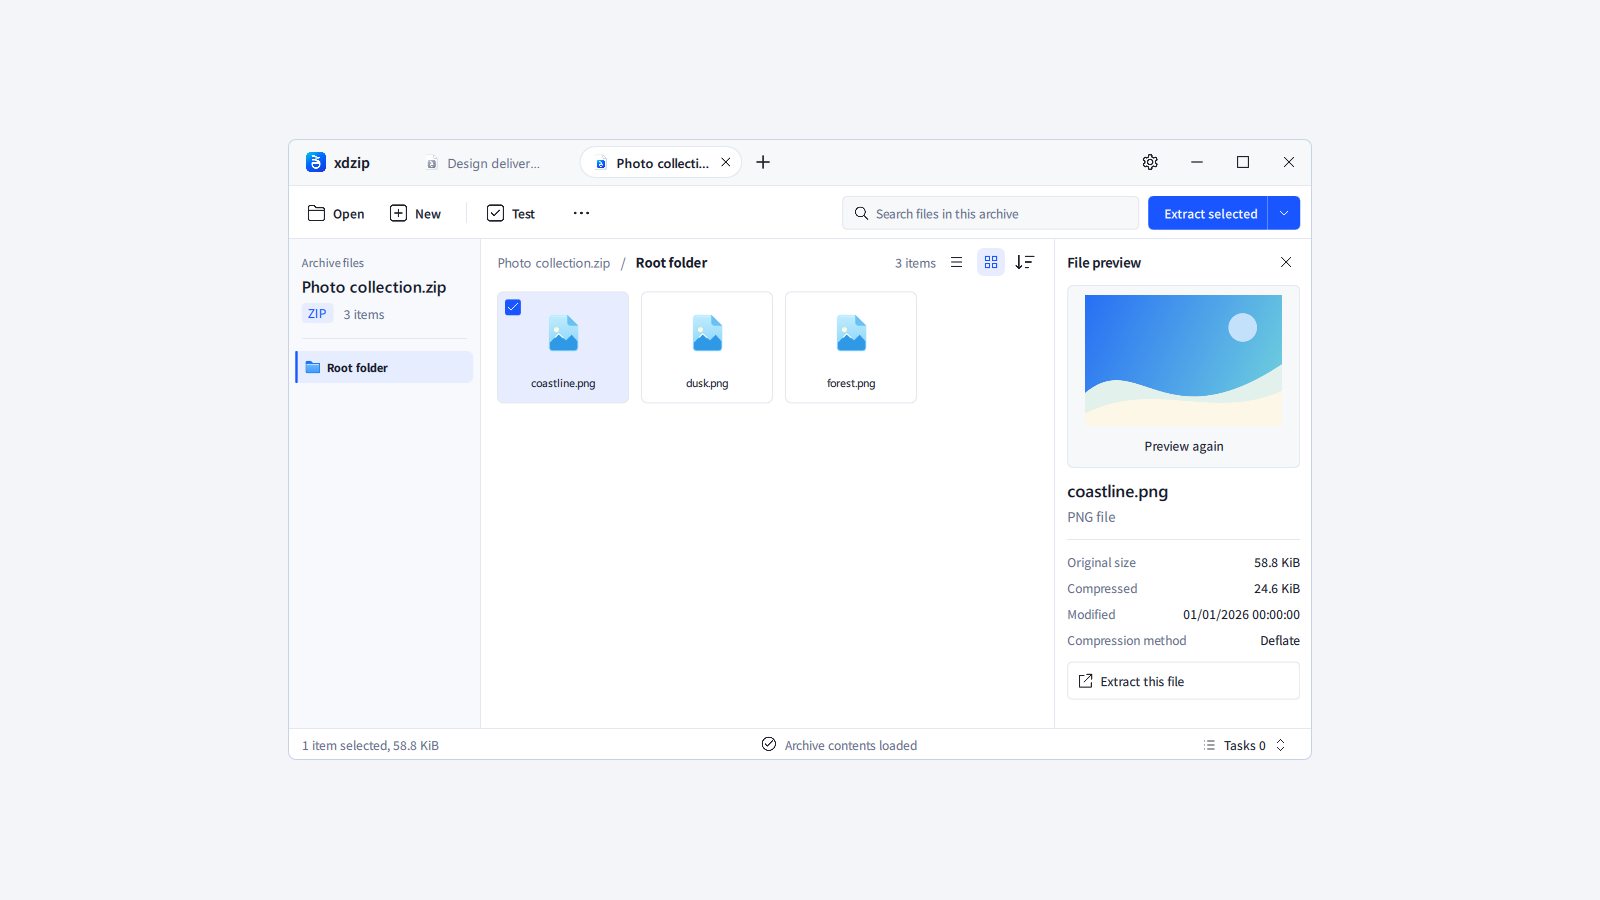 xdzip
Design deliver...
Photo collecti...
Open
New
Test
Search files in this archive
Extract selected
Archive files
Photo collection.zip
ZIP
3 items
Root folder
Photo collection.zip / Root folder
3 items
coastline.png
dusk.png
forest.png
File preview
Preview again
coastline.png
PNG file
Original size 58.8 KiB
Compressed 24.6 KiB
Modified 01/01/2026 00:00:00
Compression method Deflate
Extract this file
1 item selected, 58.8 KiB
Archive contents loaded
Tasks 0